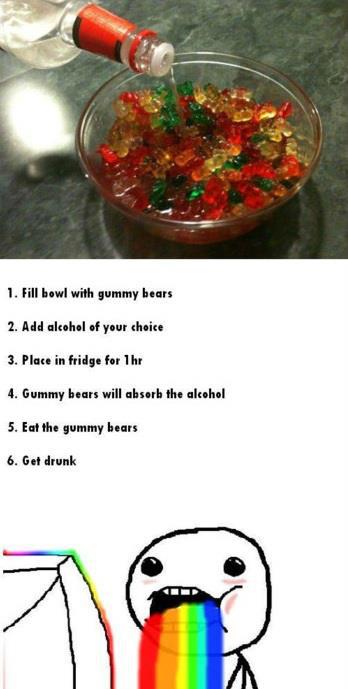 1. Fill bowl with gummy bears
2. Add alcohol of your choice
3. Place in fridge for 1hr
4. Gummy bears will absorb the alcohol
5. Eat the gummy bears
6. Get drunk